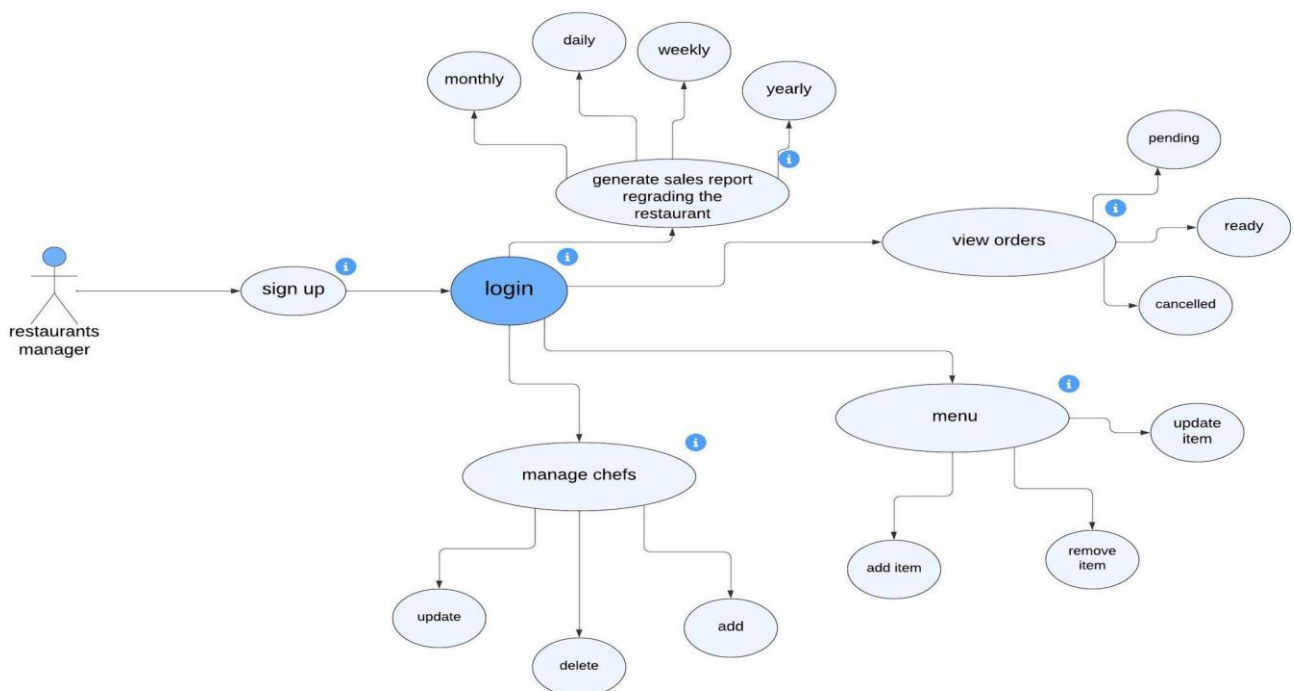 daily
weekly
monthly
yearly
generate sales report
regrading the
restaurant
pending
view orders
ready
sign up
login
cancelled
restaurants
manager
menu
update
item
manage chefs
add item
remove
item
update
add
delete